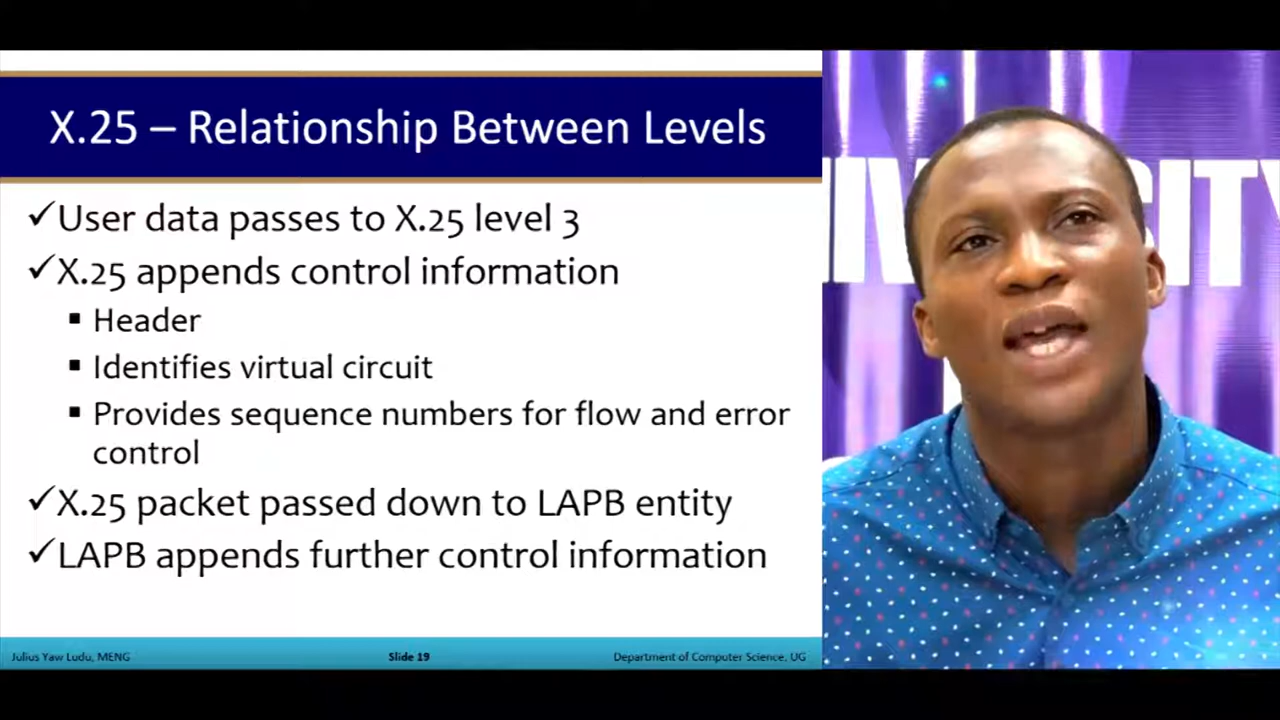 X.25 – Relationship Between Levels
✓User data passes to X.25 level 3
✓X.25 appends control information
▪ Header
▪ Identifies virtual circuit
▪ Provides sequence numbers for flow and error
control
✓X.25 packet passed down to LAPB entity
✓LAPB appends further control information
Julius Yaw Ludu, MENG
Slide 19
Department of Computer Science, UG